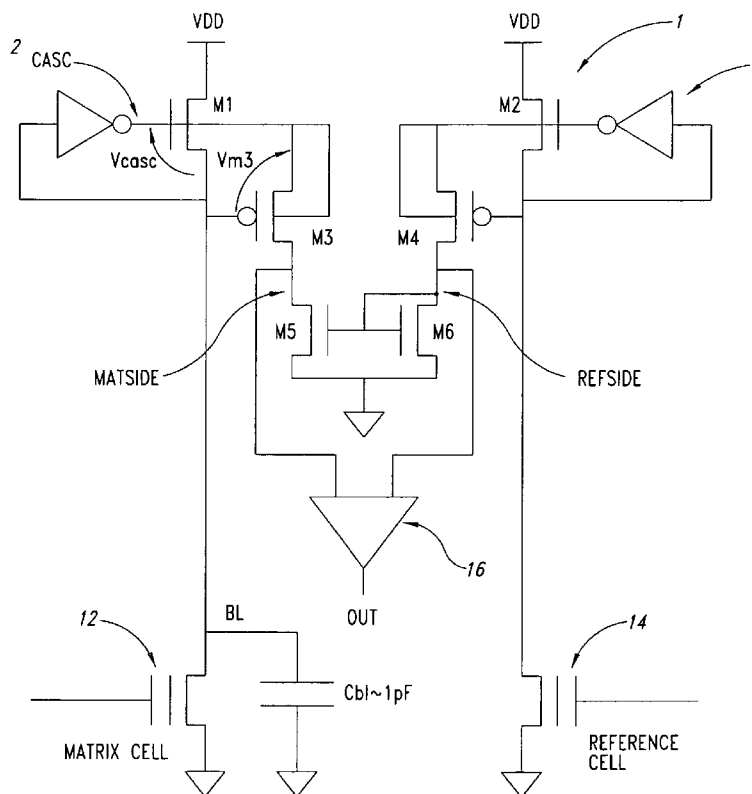 VDD
VDD
2
CASC
1
M1
M2
Vcasc
Vm3
M3
M4
M5
M6
MATSIDE
REFSIDE
16
OUT
12
BL
14
Cbl~1pF
MATRIX CELL
REFERENCE
CELL